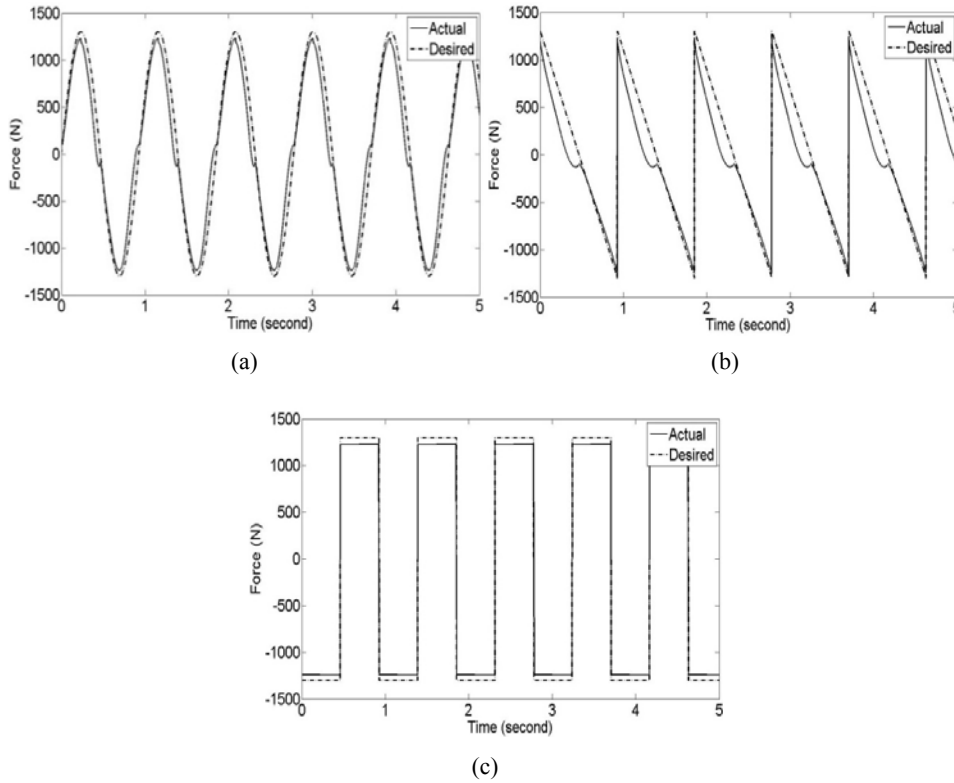 1500
1000
500
0
-500
-1000
-1500
Force (N)
Actual
Desired
0 1 2 3 4 5
Time (second)
(a)
1500
1000
500
0
-500
-1000
-1500
Force (N)
Actual
Desired
0 1 2 3 4 5
Time (second)
(b)
1500
1000
500
0
-500
-1000
-1500
Force (N)
Actual
Desired
0 1 2 3 4 5
Time (second)
(c)